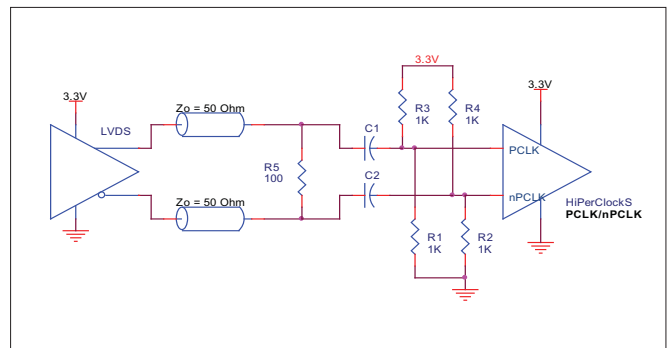 3.3V
3.3V
3.3V
Zo = 50 Ohm
LVDS
R3
1K
R4
1K
C1
PCLK
R5
100
C2
nPCLK
Zo = 50 Ohm
HiPerClockS
PCLK/nPCLK
R1
1K
R2
1K